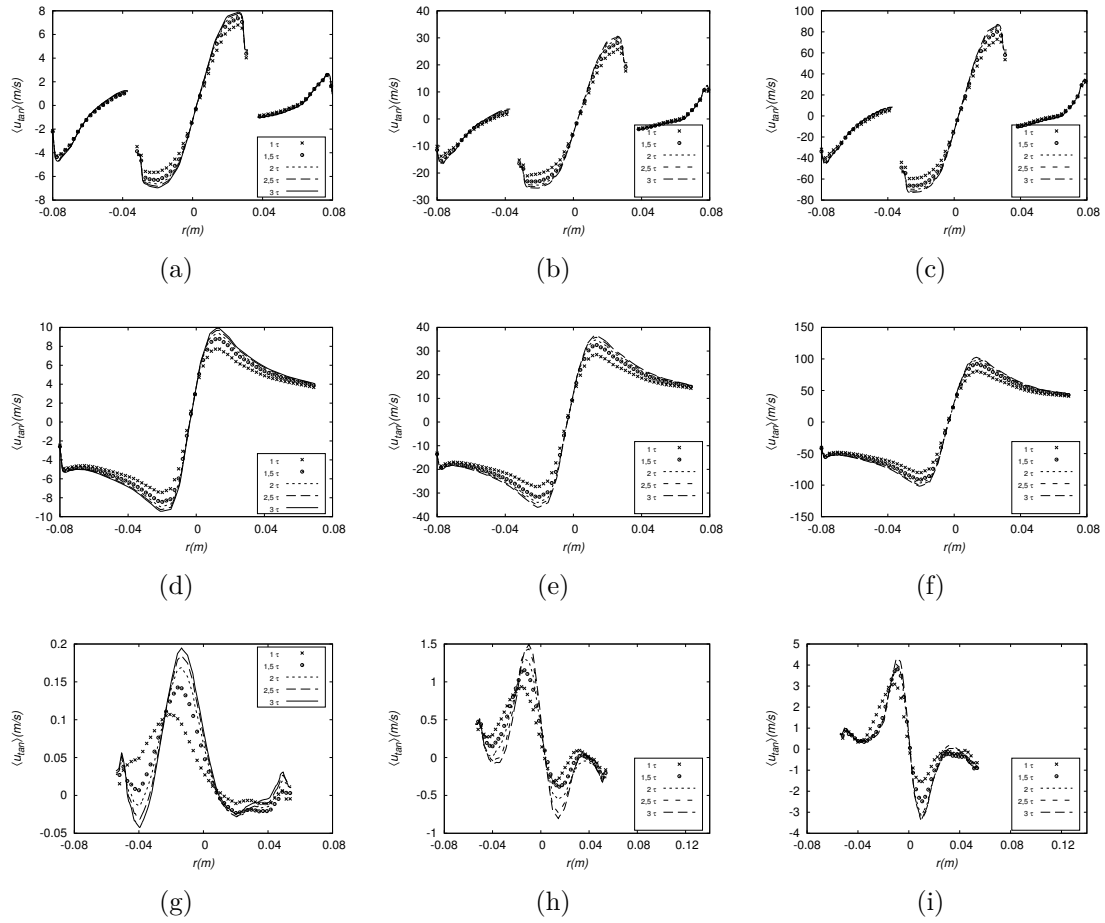 8
6
4
2
0
-2
-4
-6
-8
⟨u_tan⟩(m/s)
1 τ
1,5 τ
2 τ
2,5 τ
3 τ
-0.08 -0.04 0 0.04 0.08
r(m)
(a)
40
30
20
10
0
-10
-20
-30
⟨u_tan⟩(m/s)
1 τ
1,5 τ
2 τ
2,5 τ
3 τ
-0.08 -0.04 0 0.04 0.08
r(m)
(b)
100
80
60
40
20
0
-20
-40
-60
-80
⟨u_tan⟩(m/s)
1 τ
1,5 τ
2 τ
2,5 τ
3 τ
-0.08 -0.04 0 0.04 0.08
r(m)
(c)
10
8
6
4
2
0
-2
-4
-6
-8
-10
⟨u_tan⟩(m/s)
1 τ
1,5 τ
2 τ
2,5 τ
3 τ
-0.08 -0.04 0 0.04 0.08
r(m)
(d)
40
30
20
10
0
-10
-20
-30
-40
⟨u_tan⟩(m/s)
1 τ
1,5 τ
2 τ
2,5 τ
3 τ
-0.08 -0.04 0 0.04 0.08
r(m)
(e)
150
100
50
0
-50
-100
-150
⟨u_tan⟩(m/s)
1 τ
1,5 τ
2 τ
2,5 τ
3 τ
-0.08 -0.04 0 0.04 0.08
r(m)
(f)
0.2
0.15
0.1
0.05
0
-0.05
⟨u_tan⟩(m/s)
1 τ
1,5 τ
2 τ
2,5 τ
3 τ
-0.08 -0.04 0 0.04 0.08
r(m)
(g)
1.5
1
0.5
0
-0.5
-1
⟨u_tan⟩(m/s)
1 τ
1,5 τ
2 τ
2,5 τ
3 τ
-0.08 -0.04 0 0.04 0.08 0.12
r(m)
(h)
5
4
3
2
1
0
-1
-2
-3
-4
⟨u_tan⟩(m/s)
1 τ
1,5 τ
2 τ
2,5 τ
3 τ
-0.08 -0.04 0 0.04 0.08 0.12
r(m)
(i)